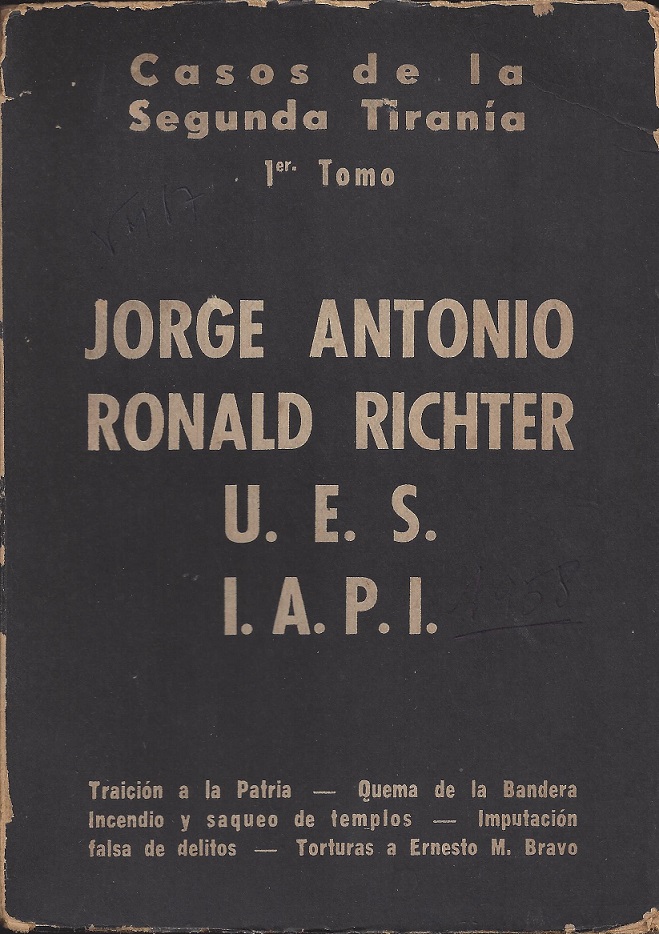 Casos de la
Segunda Tiranía
1er. Tomo
JORGE ANTONIO
RONALD RICHTER
U. E. S.
I. A. P. I.
Traición a la Patria — Quema de la Bandera
Incendio y saqueo de templos — Imputación
falsa de delitos — Torturas a Ernesto M. Bravo